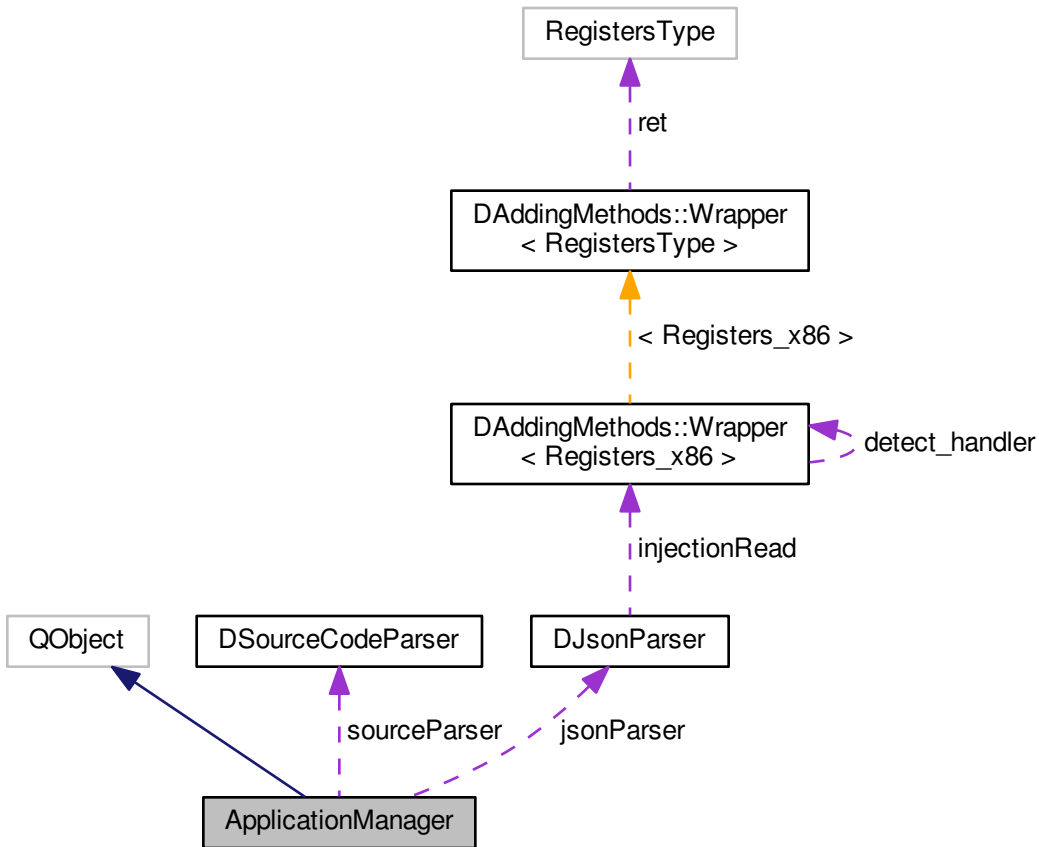 RegistersType
ret
DAddingMethods::Wrapper
< RegistersType >
< Registers_x86 >
DAddingMethods::Wrapper
< Registers_x86 >
detect_handler
injectionRead
QObject
DSourceCodeParser
DJsonParser
sourceParser
jsonParser
ApplicationManager